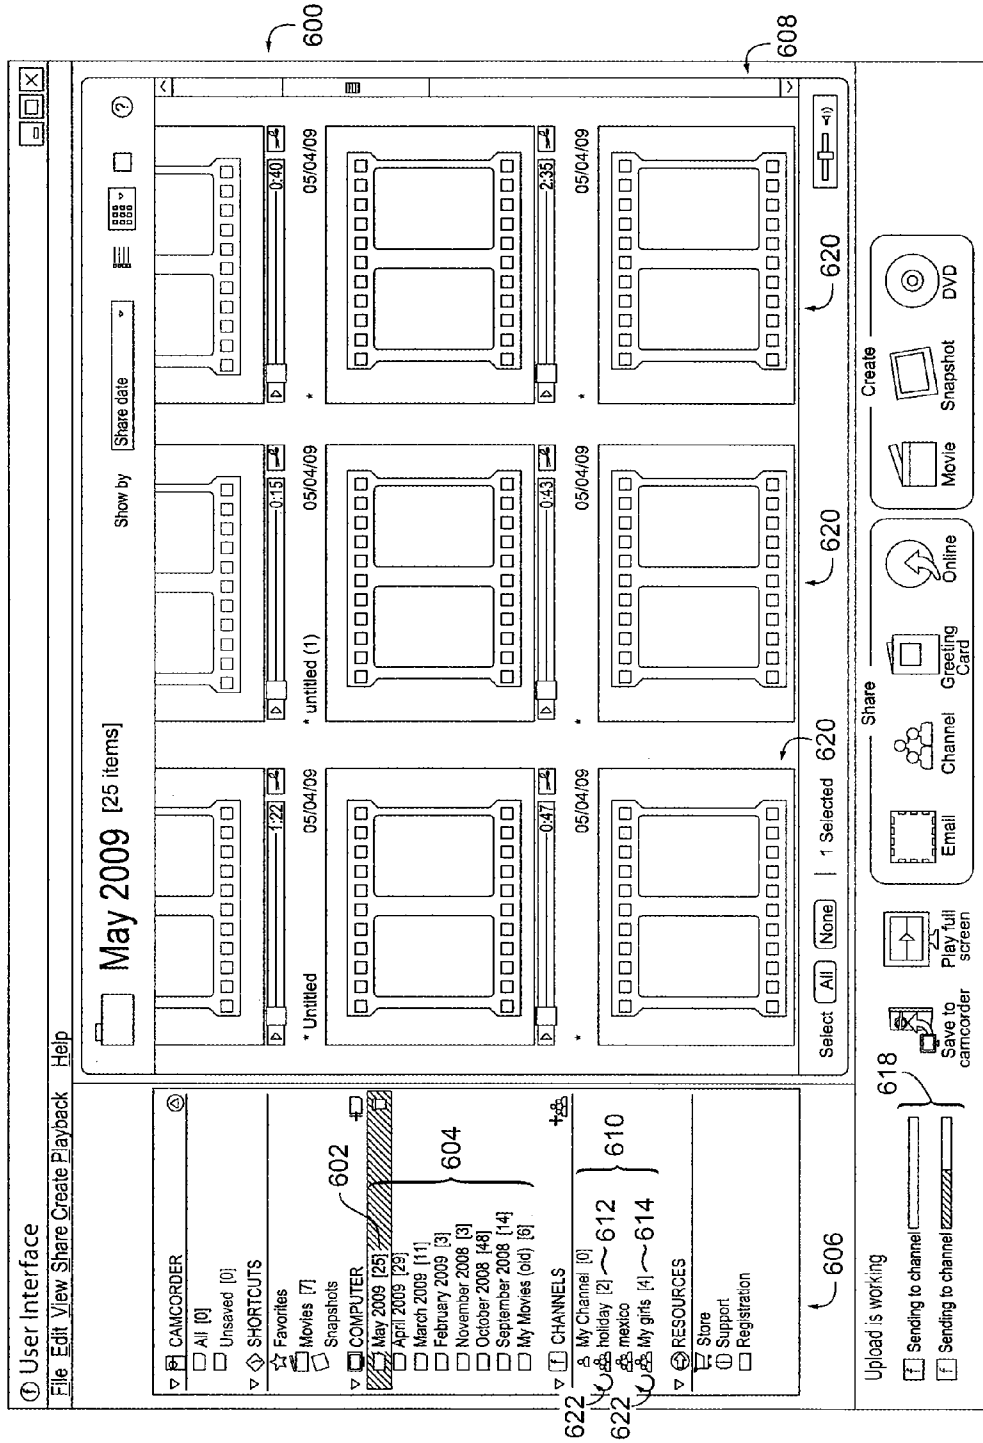 User Interface
File Edit View Share Create Playback Help
600
CAMCORDER
All [0]
Unsaved [0]
SHORTCUTS
Favorites
Movies [7]
Snapshots
602
COMPUTER
May 2009 [25]
April 2009 [29]
March 2009 [11]
February 2009 [3]
November 2008 [3]
October 2008 [48]
September 2008 [14]
My Movies (old) [6]
604
CHANNELS
My Channel [0]
holiday [2] 612
mexico
My girls [4] 614
610
622
622
RESOURCES
Store
Support
Registration
606
May 2009 [25 items]
Show by Share date ?
1:22 0:15 0:40
* Untitled 05/04/09
* untitled (1) 05/04/09
* 05/04/09
0:47 0:43 2:35
* 05/04/09
* 05/04/09
* 05/04/09
608
Select All None | 1 Selected
620
620
620
Upload is working
f Sending to channel
f Sending to channel
618
Save to camcorder
Play full screen
Share
Email
Channel
Greeting Card
Online
Create
Movie
Snapshot
DVD